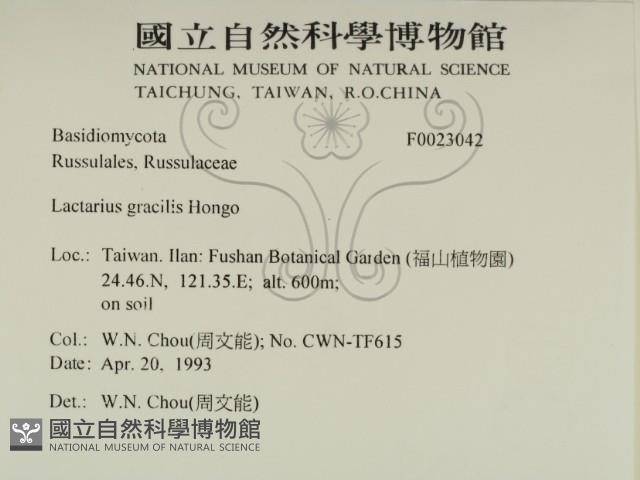 國立自然科學博物館
NATIONAL MUSEUM OF NATURAL SCIENCE
TAICHUNG, TAIWAN, R.O.CHINA
Basidiomycota F0023042
Russulales, Russulaceae
Lactarius gracilis Hongo
Loc.: Taiwan. Ilan: Fushan Botanical Garden (福山植物園)
24.46.N, 121.35.E; alt. 600m;
on soil
Col.: W.N. Chou(周文能); No. CWN-TF615
Date: Apr. 20, 1993
Det.: W.N. Chou(周文能)
國立自然科學博物館
NATIONAL MUSEUM OF NATURAL SCIENCE